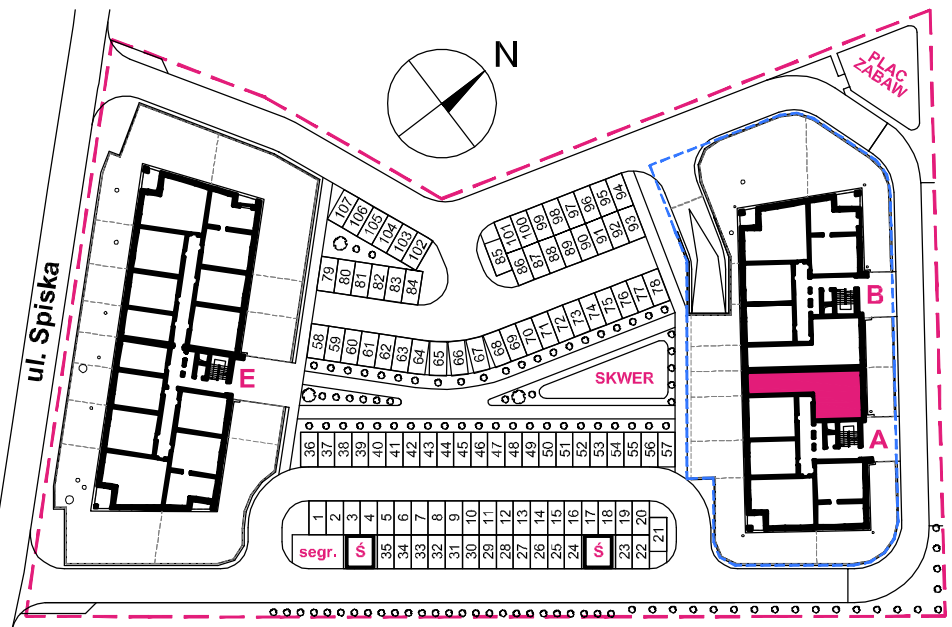 N
PLAC
ZABAW
ul. Spiska
107
106
105
104
103
102
79 80 81 82 83 84
85 101 100 99 98 97 96 95 94
86 87 88 89 90 91 92 93
58 59 60 61 62 63 64 65 66 67 68 69 70 71 72 73 74 75 76 77 78
E
B
A
SKWER
36 37 38 39 40 41 42 43 44 45 46 47 48 49 50 51 52 53 54 55 56 57
1 2 3 4 5 6 7 8 9 10 11 12 13 14 15 16 17 18 19 20
21
segr. Ś 35 34 33 32 31 30 29 28 27 26 25 24 Ś 23 22